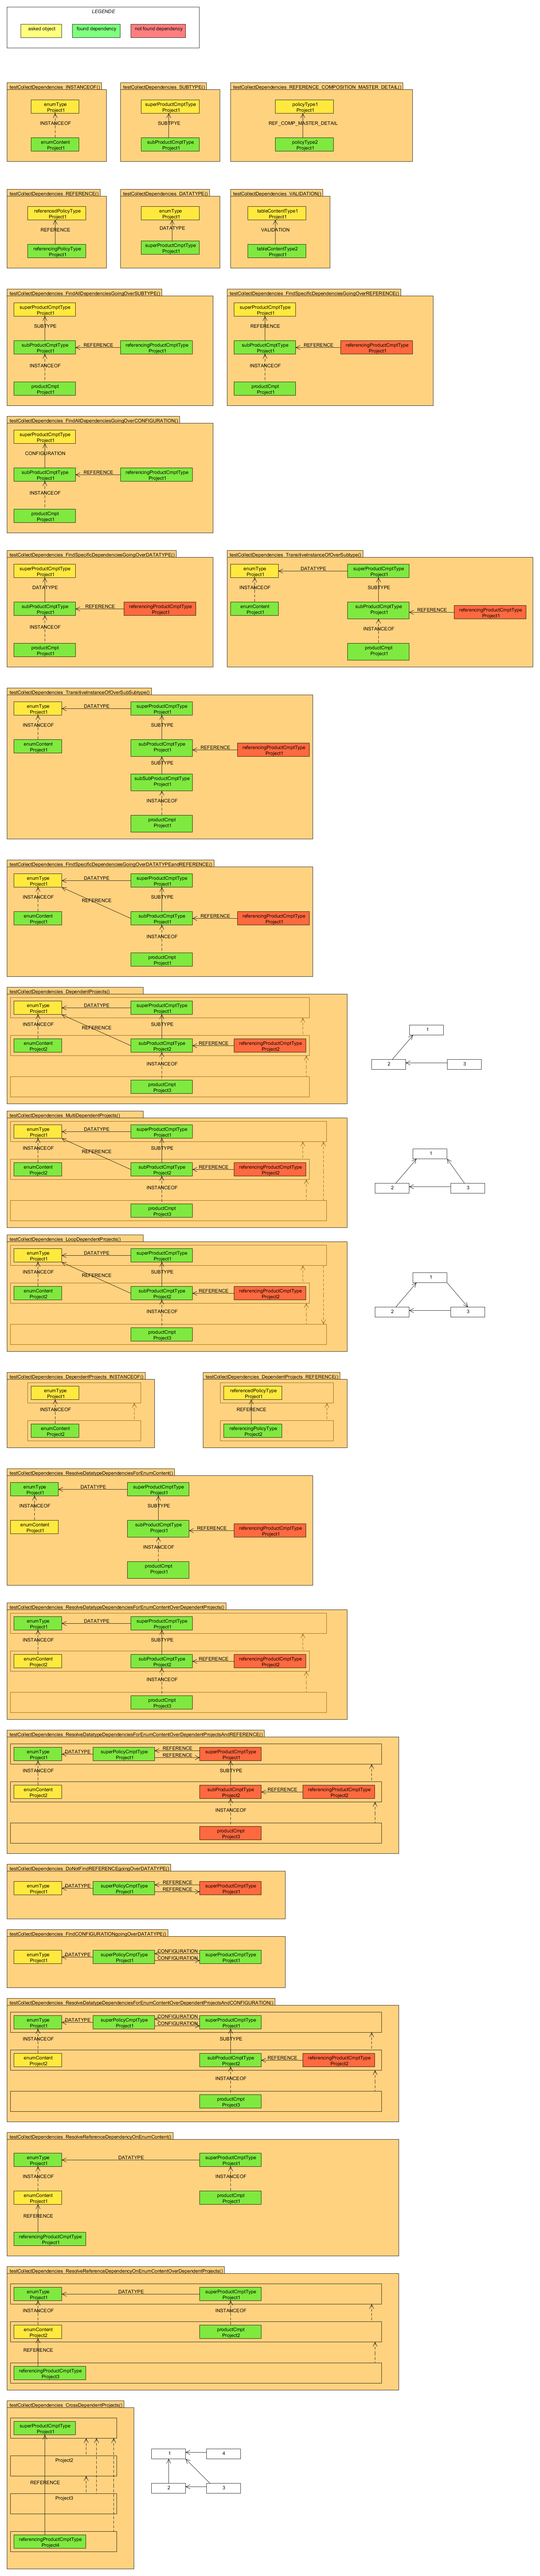 LEGENDE
asked object
found dependency
not found dependency
testCollectDependencies_INSTANCEOF()
enumType
Project1
INSTANCEOF
enumContent
Project1
testCollectDependencies_SUBTYPE()
superProductCmptType
Project1
SUBTPYE
subProductCmptType
Project1
testCollectDependencies_REFERENCE_COMPOSITION_MASTER_DETAIL()
policyType1
Project1
REF_COMP_MASTER_DETAIL
policyType2
Project1
testCollectDependencies_REFERENCE()
referencedPolicyType
Project1
REFERENCE
referencingPolicyType
Project1
testCollectDependencies_DATATYPE()
enumType
Project1
DATATYPE
superProductCmptType
Project1
testCollectDependencies_VALIDATION()
tableContentType1
Project1
VALIDATION
tableContentType2
Project1
testCollectDependencies_FindAllDependenciesGoingOverSUBTYPE()
superProductCmptType
Project1
SUBTYPE
subProductCmptType
Project1
REFERENCE
referencingProductCmptType
Project1
INSTANCEOF
productCmpt
Project1
testCollectDependencies_FindSpecificDependenciesGoingOverREFERENCE()
superProductCmptType
Project1
REFERENCE
subProductCmptType
Project1
REFERENCE
referencingProductCmptType
Project1
INSTANCEOF
productCmpt
Project1
testCollectDependencies_FindAllDependenciesGoingOverCONFIGURATION()
superProductCmptType
Project1
CONFIGURATION
subProductCmptType
Project1
REFERENCE
referencingProductCmptType
Project1
INSTANCEOF
productCmpt
Project1
testCollectDependencies_FindSpecificDependenciesGoingOverDATATYPE()
superProductCmptType
Project1
DATATYPE
subProductCmptType
Project1
REFERENCE
referencingProductCmptType
Project1
INSTANCEOF
productCmpt
Project1
testCollectDependencies_TransitiveInstanceOfOverSubtype()
enumType
Project1
DATATYPE
superProductCmptType
Project1
INSTANCEOF
SUBTYPE
enumContent
Project1
subProductCmptType
Project1
REFERENCE
referencingProductCmptType
Project1
INSTANCEOF
productCmpt
Project1
testCollectDependencies_TransitiveInstanceOfOverSubSubtype()
enumType
Project1
DATATYPE
superProductCmptType
Project1
INSTANCEOF
SUBTYPE
enumContent
Project1
subProductCmptType
Project1
REFERENCE
referencingProductCmptType
Project1
SUBTYPE
subSubProductCmptType
Project1
INSTANCEOF
productCmpt
Project1
testCollectDependencies_FindSpecificDependenciesGoingOverDATATYPEandREFERENCE()
enumType
Project1
DATATYPE
superProductCmptType
Project1
INSTANCEOF
REFERENCE
SUBTYPE
enumContent
Project1
subProductCmptType
Project1
REFERENCE
referencingProductCmptType
Project1
INSTANCEOF
productCmpt
Project1
testCollectDependencies_DependentProjects()
enumType
Project1
DATATYPE
superProductCmptType
Project1
INSTANCEOF
REFERENCE
SUBTYPE
enumContent
Project2
subProductCmptType
Project2
REFERENCE
referencingProductCmptType
Project2
INSTANCEOF
productCmpt
Project3
1
2
3
testCollectDependencies_MultiDependentProjects()
enumType
Project1
DATATYPE
superProductCmptType
Project1
INSTANCEOF
REFERENCE
SUBTYPE
enumContent
Project2
subProductCmptType
Project2
REFERENCE
referencingProductCmptType
Project2
INSTANCEOF
productCmpt
Project3
1
2
3
testCollectDependencies_LoopDependentProjects()
enumType
Project1
DATATYPE
superProductCmptType
Project1
INSTANCEOF
REFERENCE
SUBTYPE
enumContent
Project2
subProductCmptType
Project2
REFERENCE
referencingProductCmptType
Project2
INSTANCEOF
productCmpt
Project3
1
2
3
testCollectDependencies_DependentProjects_INSTANCEOF()
enumType
Project1
INSTANCEOF
enumContent
Project2
testCollectDependencies_DependentProjects_REFERENCE()
referencedPolicyType
Project1
REFERENCE
referencingPolicyType
Project2
testCollectDependencies_ResolveDatatypeDependenciesForEnumContent()
enumType
Project1
DATATYPE
superProductCmptType
Project1
INSTANCEOF
SUBTYPE
enumContent
Project1
subProductCmptType
Project1
REFERENCE
referencingProductCmptType
Project1
INSTANCEOF
productCmpt
Project1
testCollectDependencies_ResolveDatatypeDependenciesForEnumContentOverDependentProjects()
enumType
Project1
DATATYPE
superProductCmptType
Project1
INSTANCEOF
SUBTYPE
enumContent
Project2
subProductCmptType
Project2
REFERENCE
referencingProductCmptType
Project2
INSTANCEOF
productCmpt
Project3
testCollectDependencies_ResolveDatatypeDependenciesForEnumContentOverDependentProjectsAndREFERENCE()
enumType
Project1
DATATYPE
superPolicyCmptType
Project1
REFERENCE
REFERENCE
superProductCmptType
Project1
INSTANCEOF
SUBTYPE
enumContent
Project2
subProductCmptType
Project2
REFERENCE
referencingProductCmptType
Project2
INSTANCEOF
productCmpt
Project3
testCollectDependencies_DoNotFindREFERENCEgoingOverDATATYPE()
enumType
Project1
DATATYPE
superPolicyCmptType
Project1
REFERENCE
REFERENCE
superProductCmptType
Project1
testCollectDependencies_FindCONFIGURATIONgoingOverDATATYPE()
enumType
Project1
DATATYPE
superPolicyCmptType
Project1
CONFIGURATION
CONFIGURATION
superProductCmptType
Project1
testCollectDependencies_ResolveDatatypeDependenciesForEnumContentOverDependentProjectsAndCONFIGURATION()
enumType
Project1
DATATYPE
superPolicyCmptType
Project1
CONFIGURATION
CONFIGURATION
superProductCmptType
Project1
INSTANCEOF
SUBTYPE
enumContent
Project2
subProductCmptType
Project2
REFERENCE
referencingProductCmptType
Project2
INSTANCEOF
productCmpt
Project3
testCollectDependencies_ResolveReferenceDependencyOnEnumContent()
enumType
Project1
DATATYPE
superProductCmptType
Project1
INSTANCEOF
INSTANCEOF
enumContent
Project1
productCmpt
Project1
REFERENCE
referencingProductCmptType
Project1
testCollectDependencies_ResolveReferenceDependencyOnEnumContentOverDependentProjects()
enumType
Project1
DATATYPE
superProductCmptType
Project1
INSTANCEOF
INSTANCEOF
enumContent
Project2
productCmpt
Project2
REFERENCE
referencingProductCmptType
Project3
testCollectDependencies_CrossDependentProjects()
superProductCmptType
Project1
Project2
REFERENCE
Project3
referencingProductCmptType
Project4
1
4
2
3